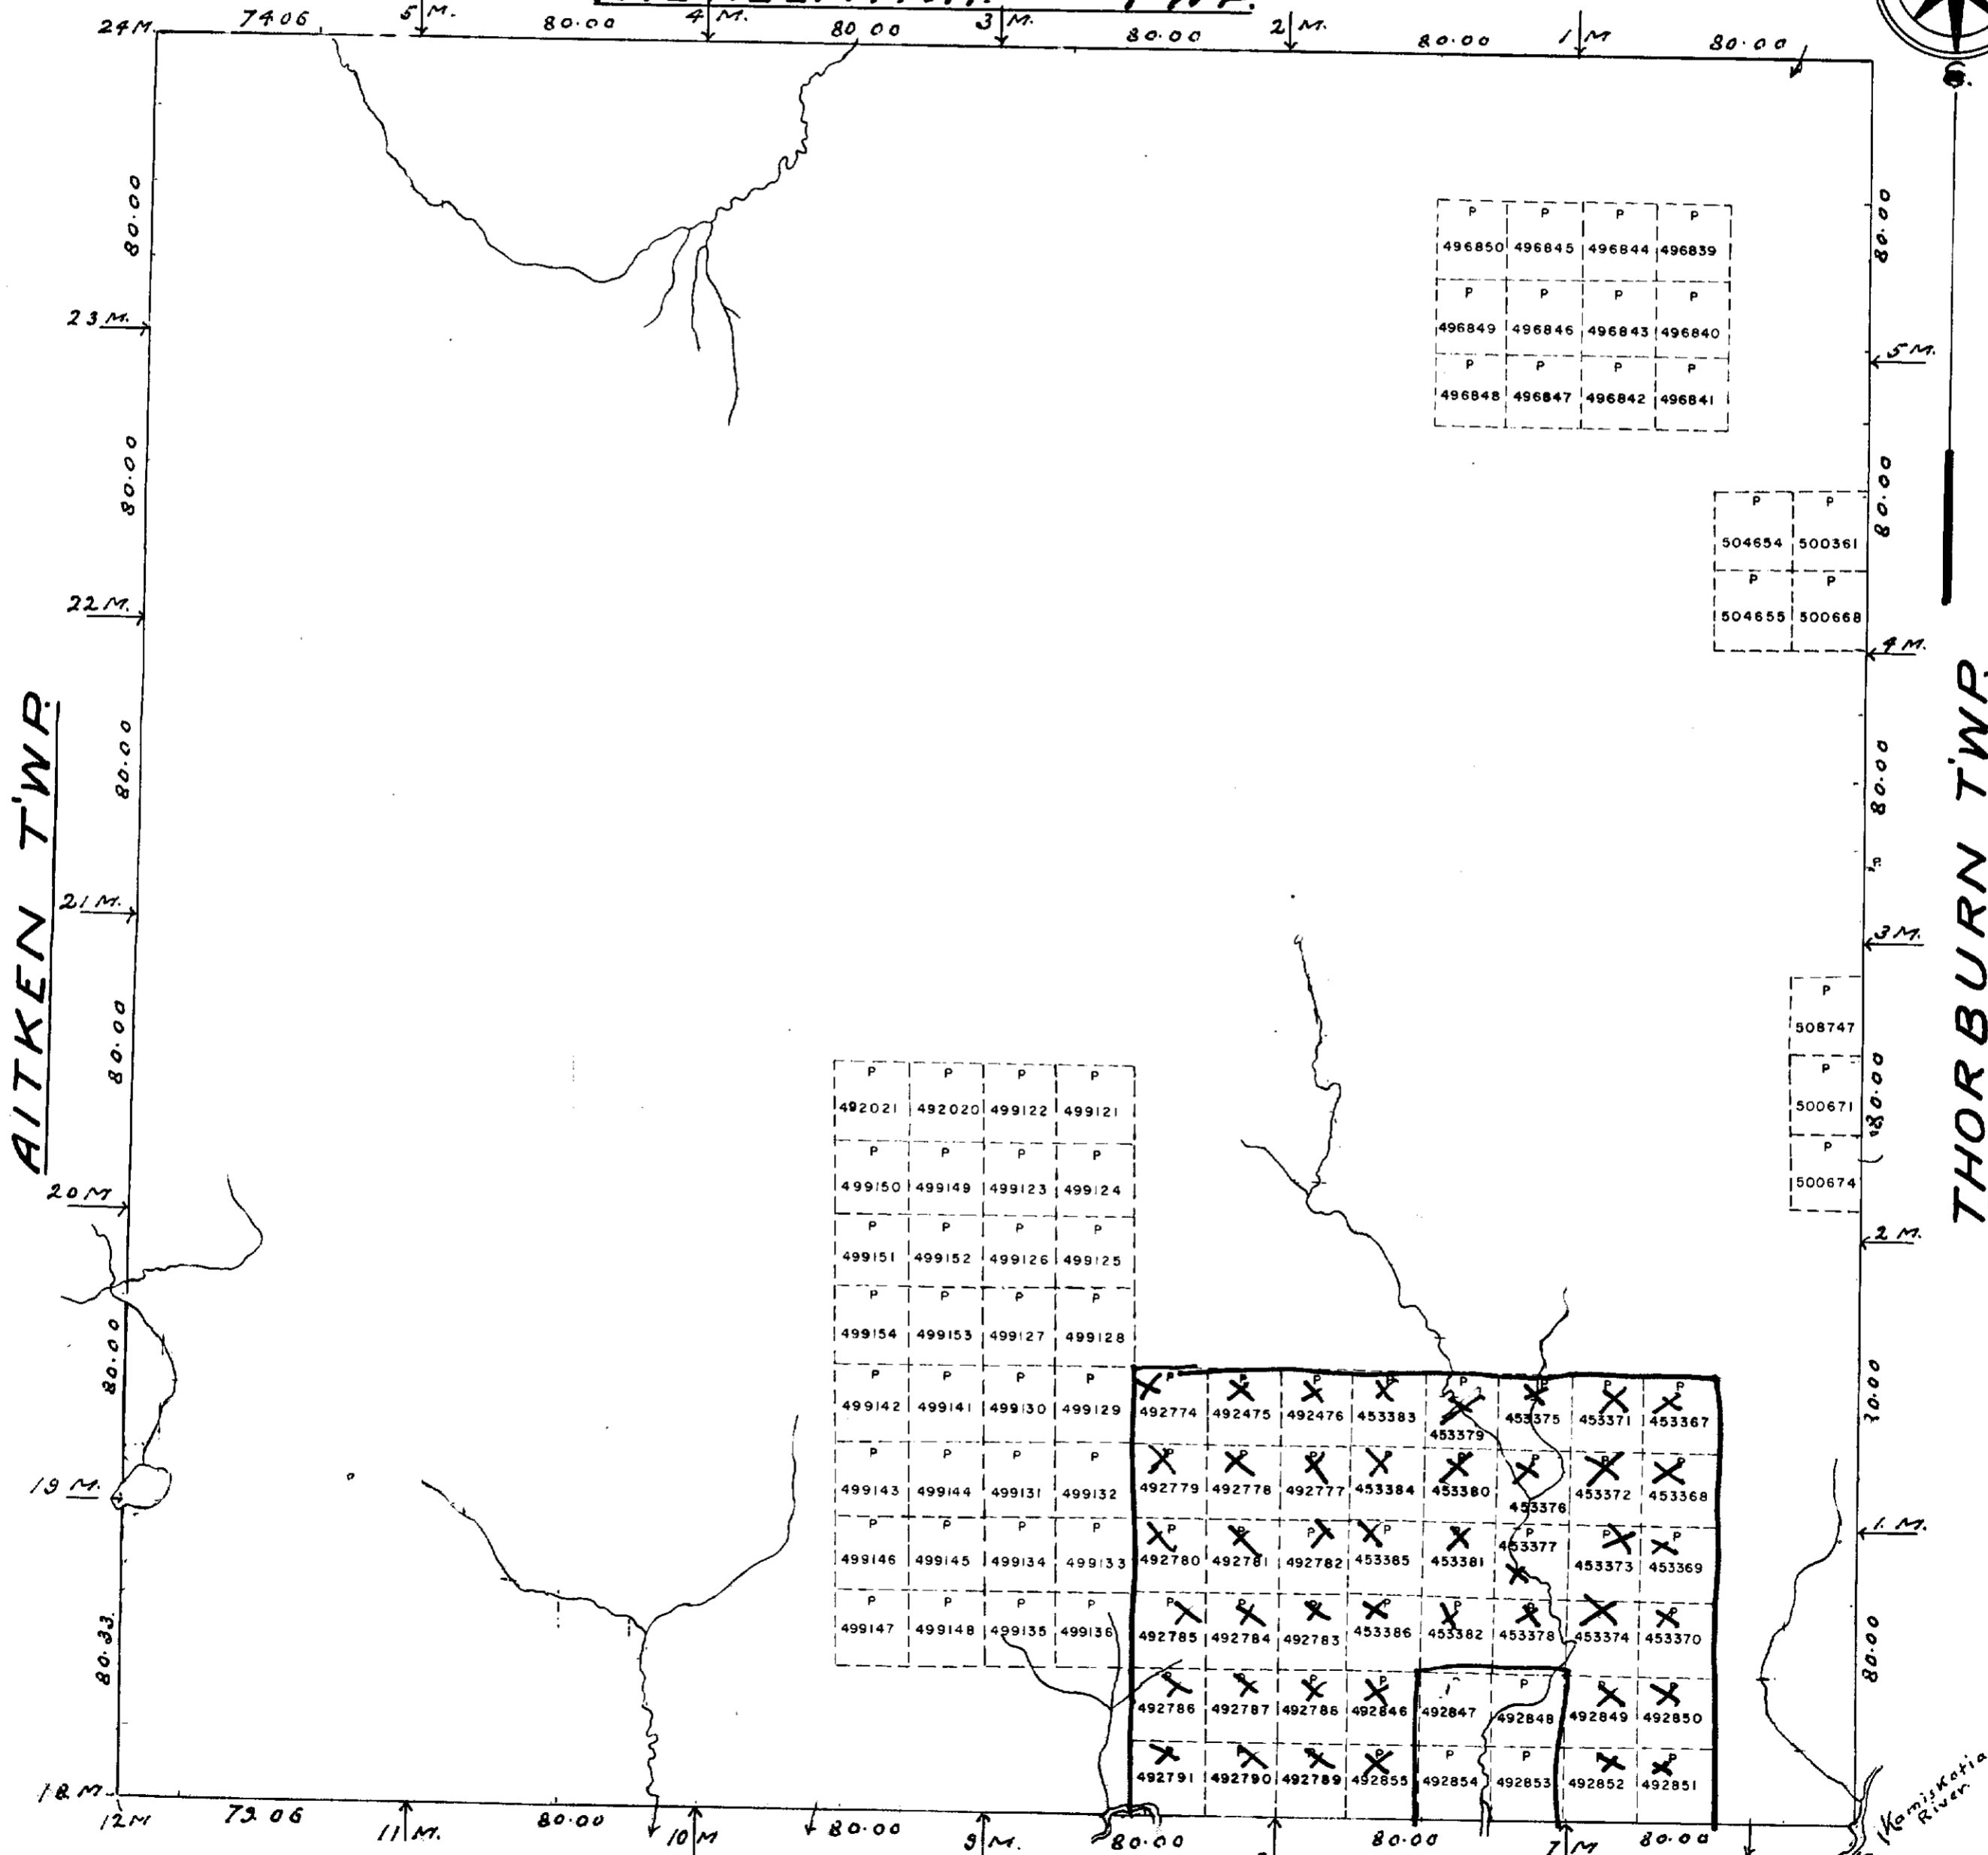 24M. 74.06 5 M. 80.00 4 M. 80.00 3 M. 80.00 2 M. 80.00 1 M 80.00
S.
80.00 80.00
P P P P
496850 496845 496844 496839
23 M.
P P P P
496849 496846 496843 496840
5 M.
P P P P
496848 496847 496842 496841
80.00 80.00
P P
504654 500361
22 M.
P P
504655 500668
4 M.
AITKEN T'WP.
THORBURN T'WP.
80.00 80.00
21 M.
3 M.
P
508747
80.00 80.00
P P P P
492021 492020 499122 499121
P
500671
P P P P
499150 499149 499123 499124
P
500674
20 M
2 M.
P P P P
499151 499152 499126 499125
P P P P
499154 499153 499127 499128
80.00
P P P P
499142 499141 499130 499129
P P P P P P P P
492774 492475 492476 453383 453379 453375 453371 453367
P P P P
499143 499144 499131 499132
P P P P P P P P
492779 492778 492777 453384 453380 453376 453372 453368
19 M.
1 M.
P P P P
499146 499145 499134 499133
P P P P P P P P
492780 492781 492782 453385 453381 453377 453373 453369
P P P P
499147 499148 499135 499136
P P P P P P P P
492785 492784 492783 453386 453382 453378 453374 453370
80.33. 80.00
P P P P P P P
492786 492787 492788 492846 492847 492848 492849 492850
P P P P P P P P
492791 492790 492789 492855 492854 492853 492852 492851
18 M.
12M 79.06 11 M. 80.00 10 M 80.00 9 M. 80.00 80.00 7 M 80.00
Kamiskotia
River.